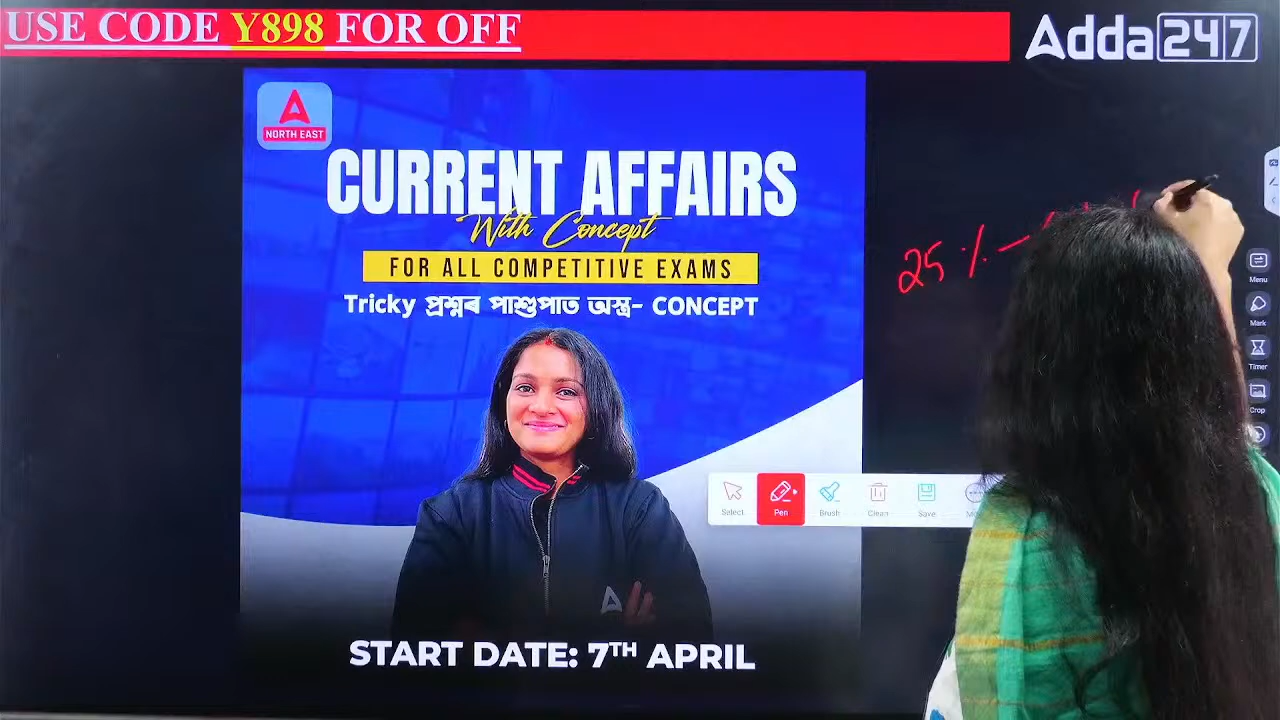 USE CODE Y898 FOR OFF
Adda247
NORTH EAST
CURRENT AFFAIRS
With Concept
FOR ALL COMPETITIVE EXAMS
Tricky প্ৰশ্নৰ পাশুপাত অস্ত্ৰ- CONCEPT
25 % –
Menu
Mark
Timer
Crop
Select
Pen
Brush
Clean
Save
START DATE: 7TH APRIL